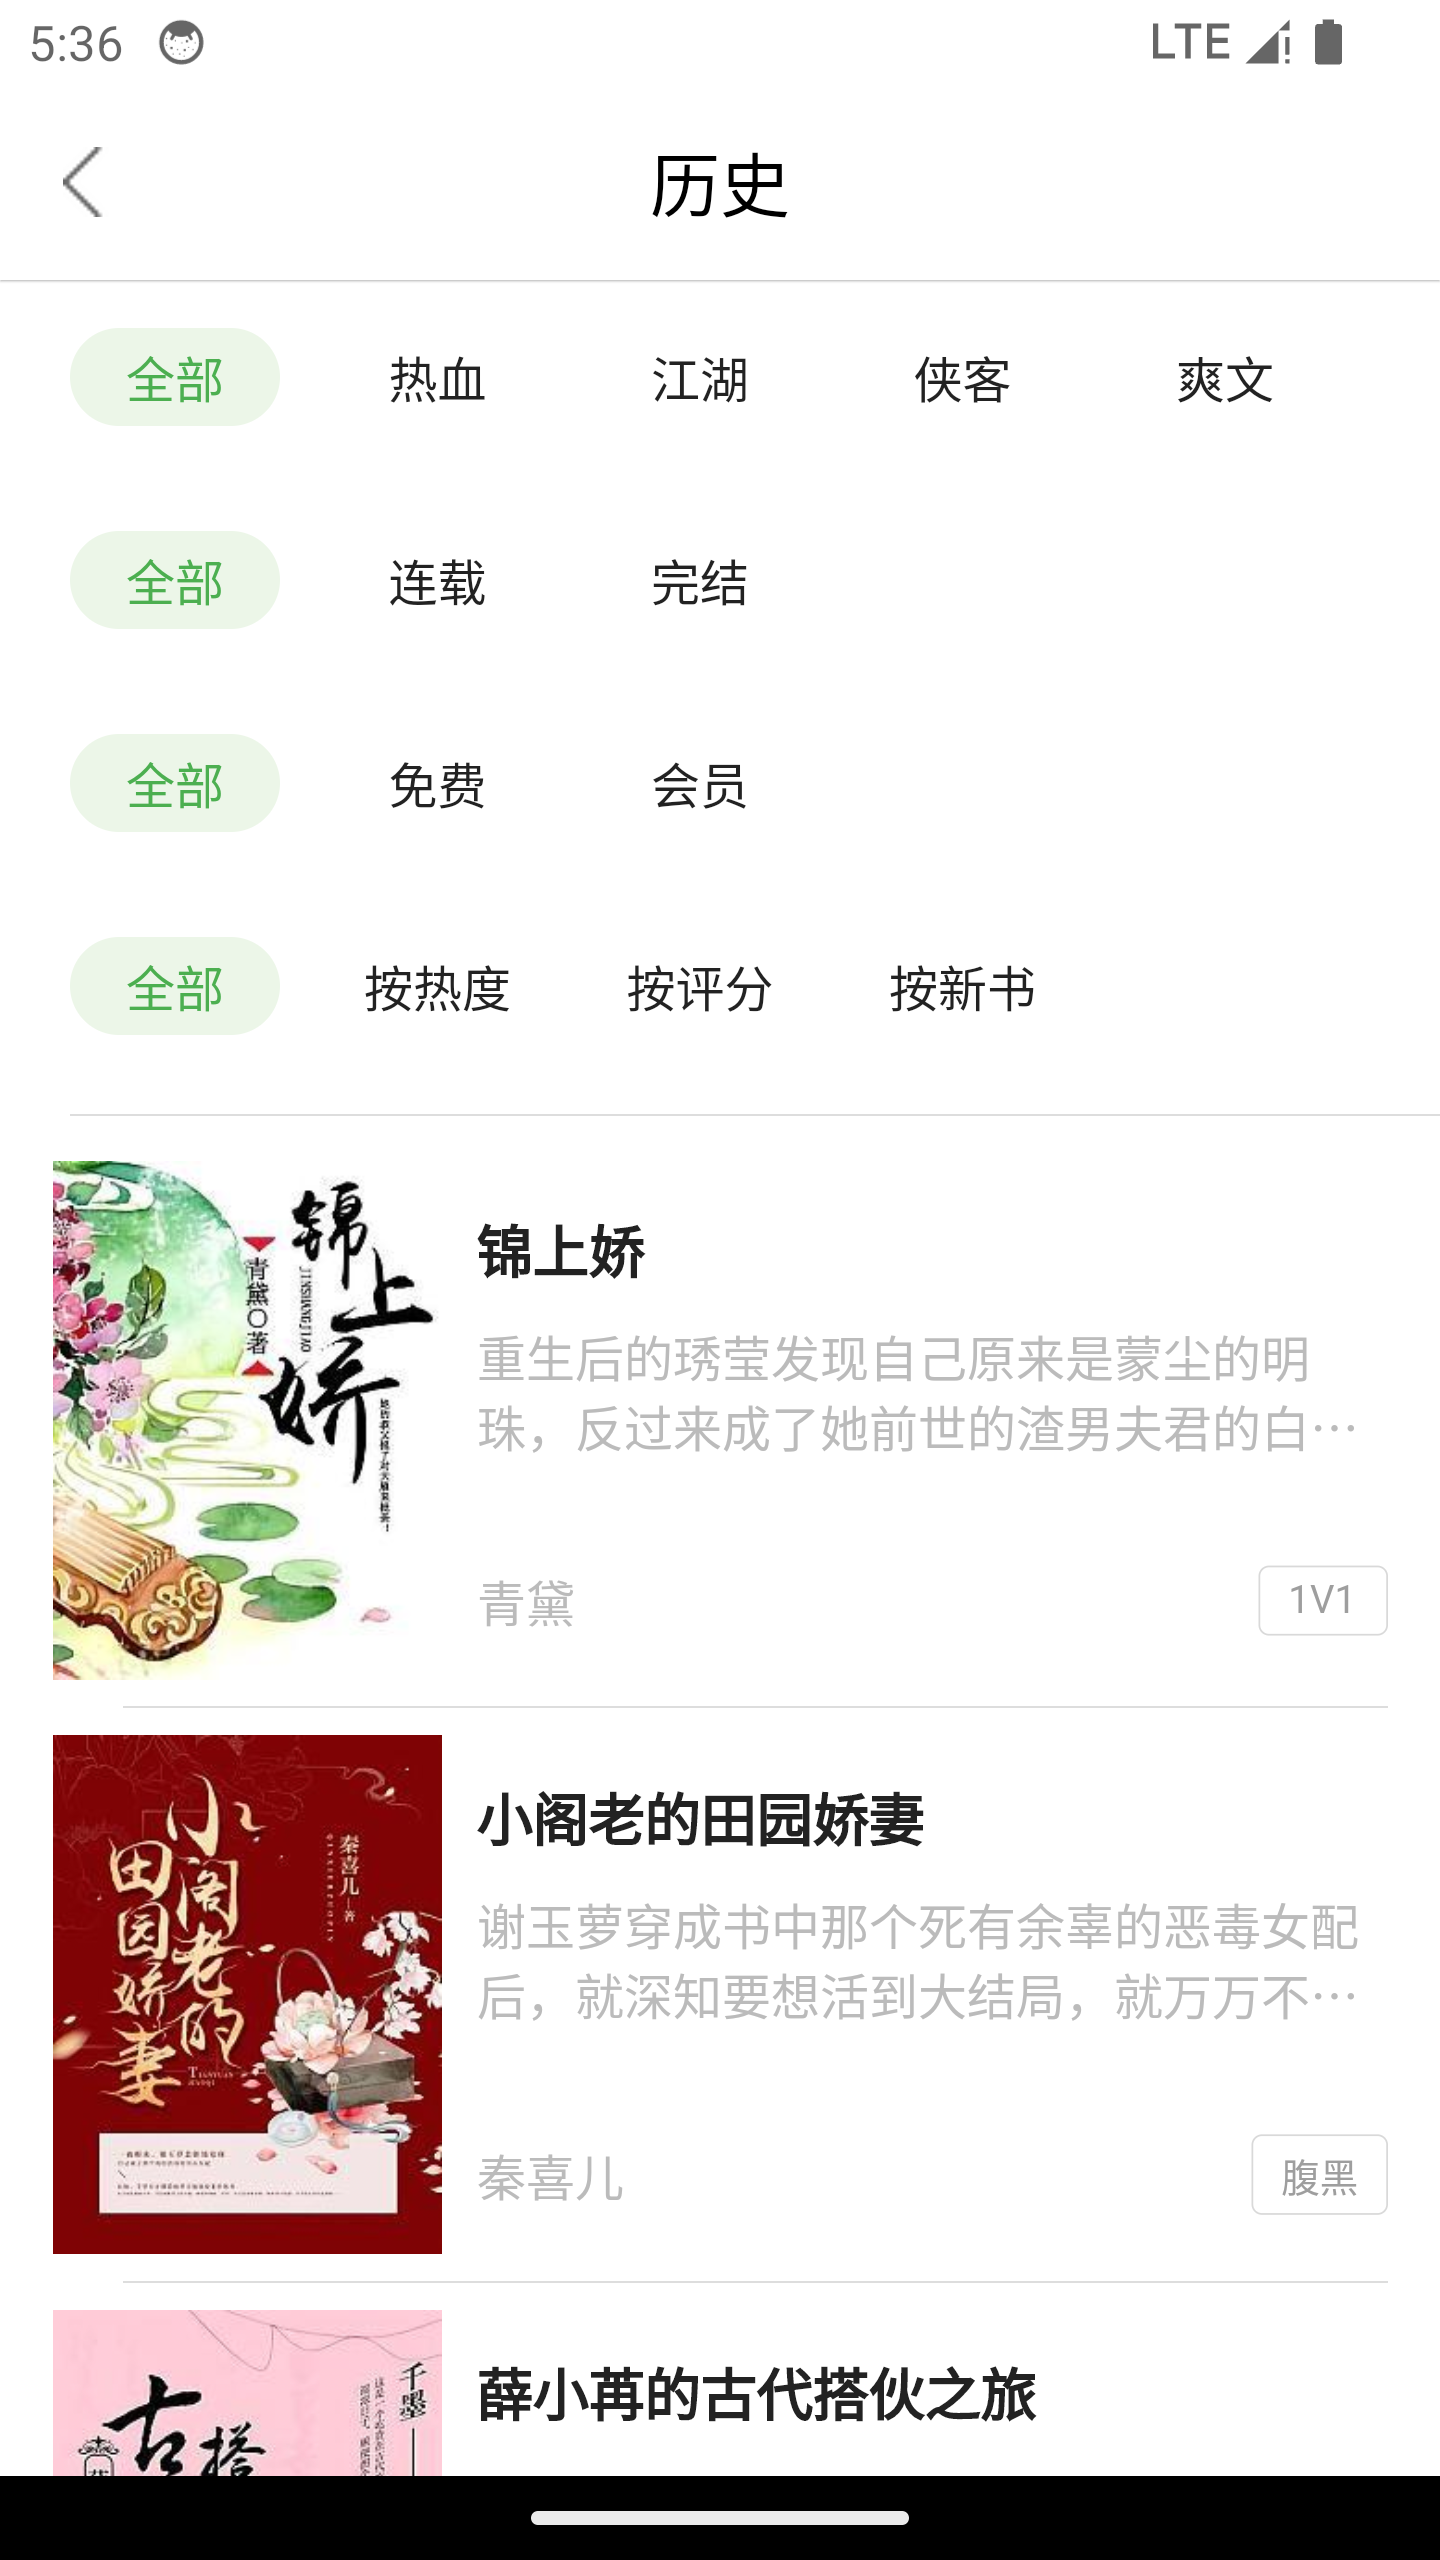 5:36
LTE
历史
全部 热血 江湖 侠客 爽文
全部 连载 完结
全部 免费 会员
全部 按热度 按评分 按新书
锦上娇
青黛〇著
JINSHANGJIAO
锦上娇
重生后的琇莹发现自己原来是蒙尘的明
珠，反过来成了她前世的渣男夫君的白…
青黛
1V1
小阁老的
田园娇妻
秦喜儿 著
小阁老的田园娇妻
谢玉萝穿成书中那个死有余辜的恶毒女配
后，就深知要想活到大结局，就万万不…
秦喜儿
腹黑
古
搭
千墨
薛小苒的古代搭伙之旅